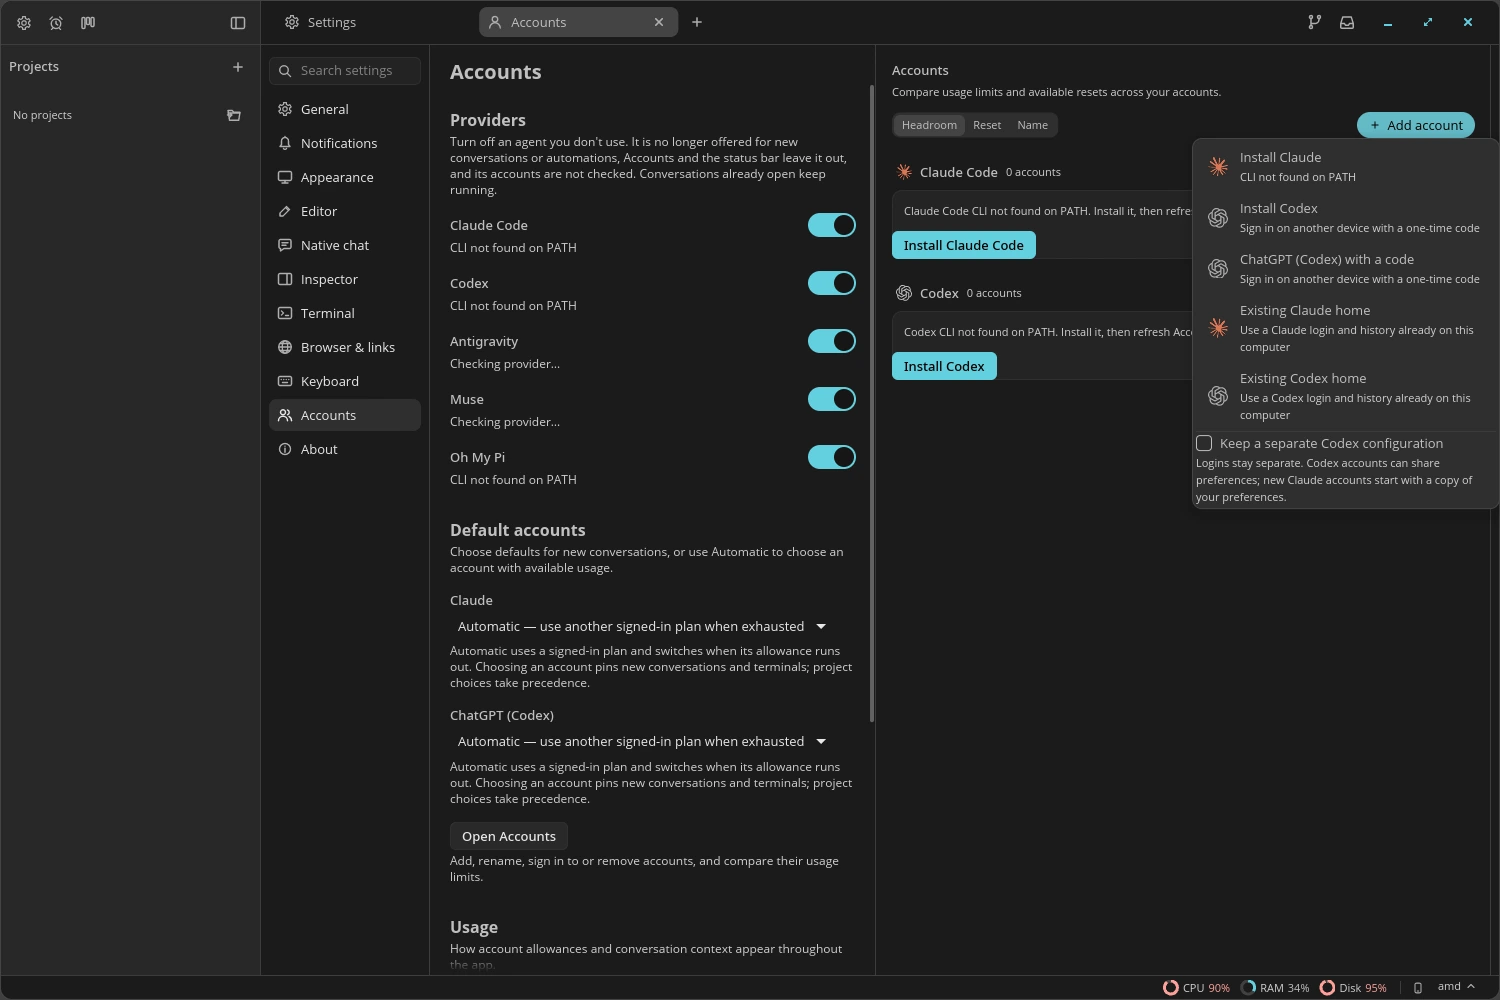 Settings
Accounts
Projects
No projects
Search settings
General
Notifications
Appearance
Editor
Native chat
Inspector
Terminal
Browser & links
Keyboard
Accounts
About
Accounts
Providers
Turn off an agent you don't use. It is no longer offered for new
conversations or automations, Accounts and the status bar leave it out,
and its accounts are not checked. Conversations already open keep
running.
Claude Code
CLI not found on PATH
Codex
CLI not found on PATH
Antigravity
Checking provider...
Muse
Checking provider...
Oh My Pi
CLI not found on PATH
Default accounts
Choose defaults for new conversations, or use Automatic to choose an
account with available usage.
Claude
Automatic — use another signed-in plan when exhausted
Automatic uses a signed-in plan and switches when its allowance runs
out. Choosing an account pins new conversations and terminals; project
choices take precedence.
ChatGPT (Codex)
Automatic — use another signed-in plan when exhausted
Automatic uses a signed-in plan and switches when its allowance runs
out. Choosing an account pins new conversations and terminals; project
choices take precedence.
Open Accounts
Add, rename, sign in to or remove accounts, and compare their usage
limits.
Usage
How account allowances and conversation context appear throughout
the app.
Accounts
Compare usage limits and available resets across your accounts.
Headroom Reset Name
+ Add account
Claude Code 0 accounts
Claude Code CLI not found on PATH. Install it, then refre
Install Claude Code
Codex 0 accounts
Codex CLI not found on PATH. Install it, then refresh Acc
Install Codex
Install Claude
CLI not found on PATH
Install Codex
Sign in on another device with a one-time code
ChatGPT (Codex) with a code
Sign in on another device with a one-time code
Existing Claude home
Use a Claude login and history already on this
computer
Existing Codex home
Use a Codex login and history already on this
computer
Keep a separate Codex configuration
Logins stay separate. Codex accounts can share
preferences; new Claude accounts start with a copy of
your preferences.
CPU 90% RAM 34% Disk 95% amd